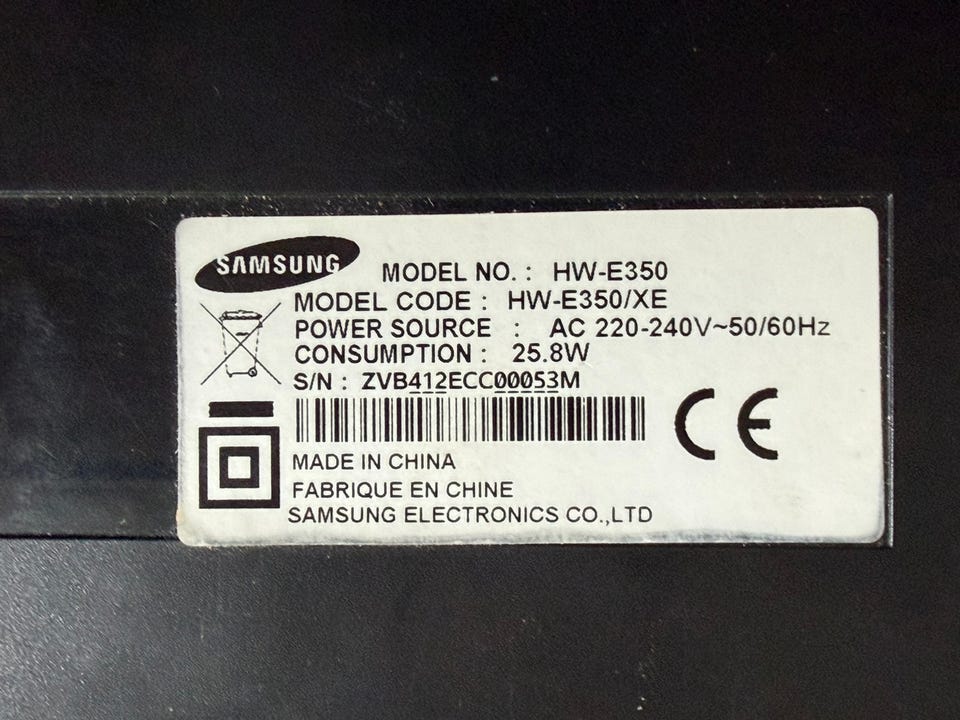 SAMSUNG
MODEL NO. : HW-E350
MODEL CODE : HW-E350/XE
POWER SOURCE : AC 220-240V~50/60Hz
CONSUMPTION : 25.8W
S/N : ZVB412ECC00053M
MADE IN CHINA
FABRIQUE EN CHINE
SAMSUNG ELECTRONICS CO.,LTD
CE